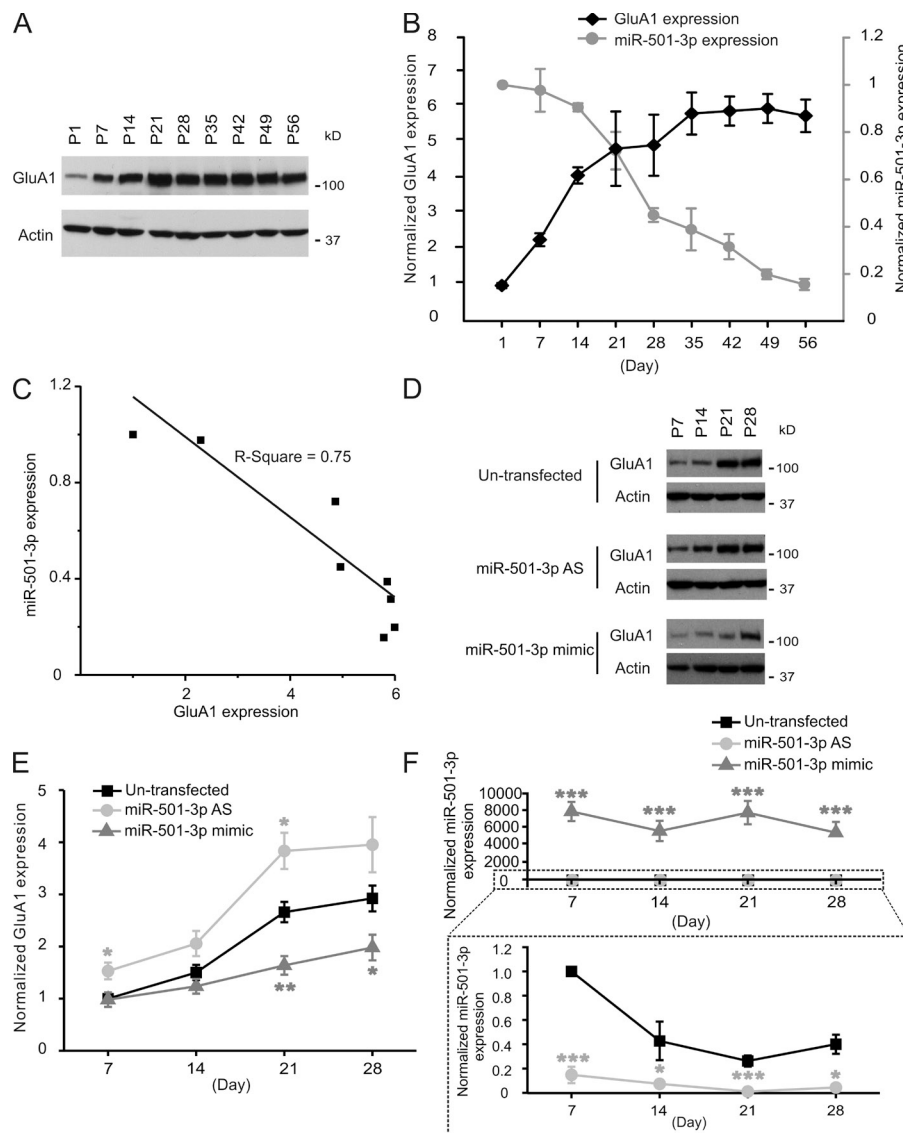 A
P1 P7 P14 P21 P28 P35 P42 P49 P56 kD
GluA1
-100
Actin
- 37
B
GluA1 expression
miR-501-3p expression
Normalized GluA1 expression
8
7
6
5
4
3
2
1
0
1.2
1
0.8
0.6
0.4
0.2
0
Normalized miR-501-3p expression
1 7 14 21 28 35 42 49 56
(Day)
C
miR-501-3p expression
1.2
0.8
0.4
0
R-Square = 0.75
2 4 6
GluA1 expression
D
P7 P14 P21 P28 kD
Un-transfected
GluA1
- 100
Actin
- 37
miR-501-3p AS
GluA1
- 100
Actin
- 37
miR-501-3p mimic
GluA1
- 100
Actin
- 37
E
Normalized GluA1 expression
5
4
3
2
1
0
Un-transfected
miR-501-3p AS
miR-501-3p mimic
*
*
**
*
7 14 21 28
(Day)
F
Un-transfected
miR-501-3p AS
miR-501-3p mimic
Normalized miR-501-3p
expression
10000
8000
6000
4000
2000
0
*** *** *** ***
7 14 21 28
(Day)
Normalized miR-501-3p
expression
1.2
1.0
0.8
0.6
0.4
0.2
0
*** * *** *
7 14 21 28
(Day)